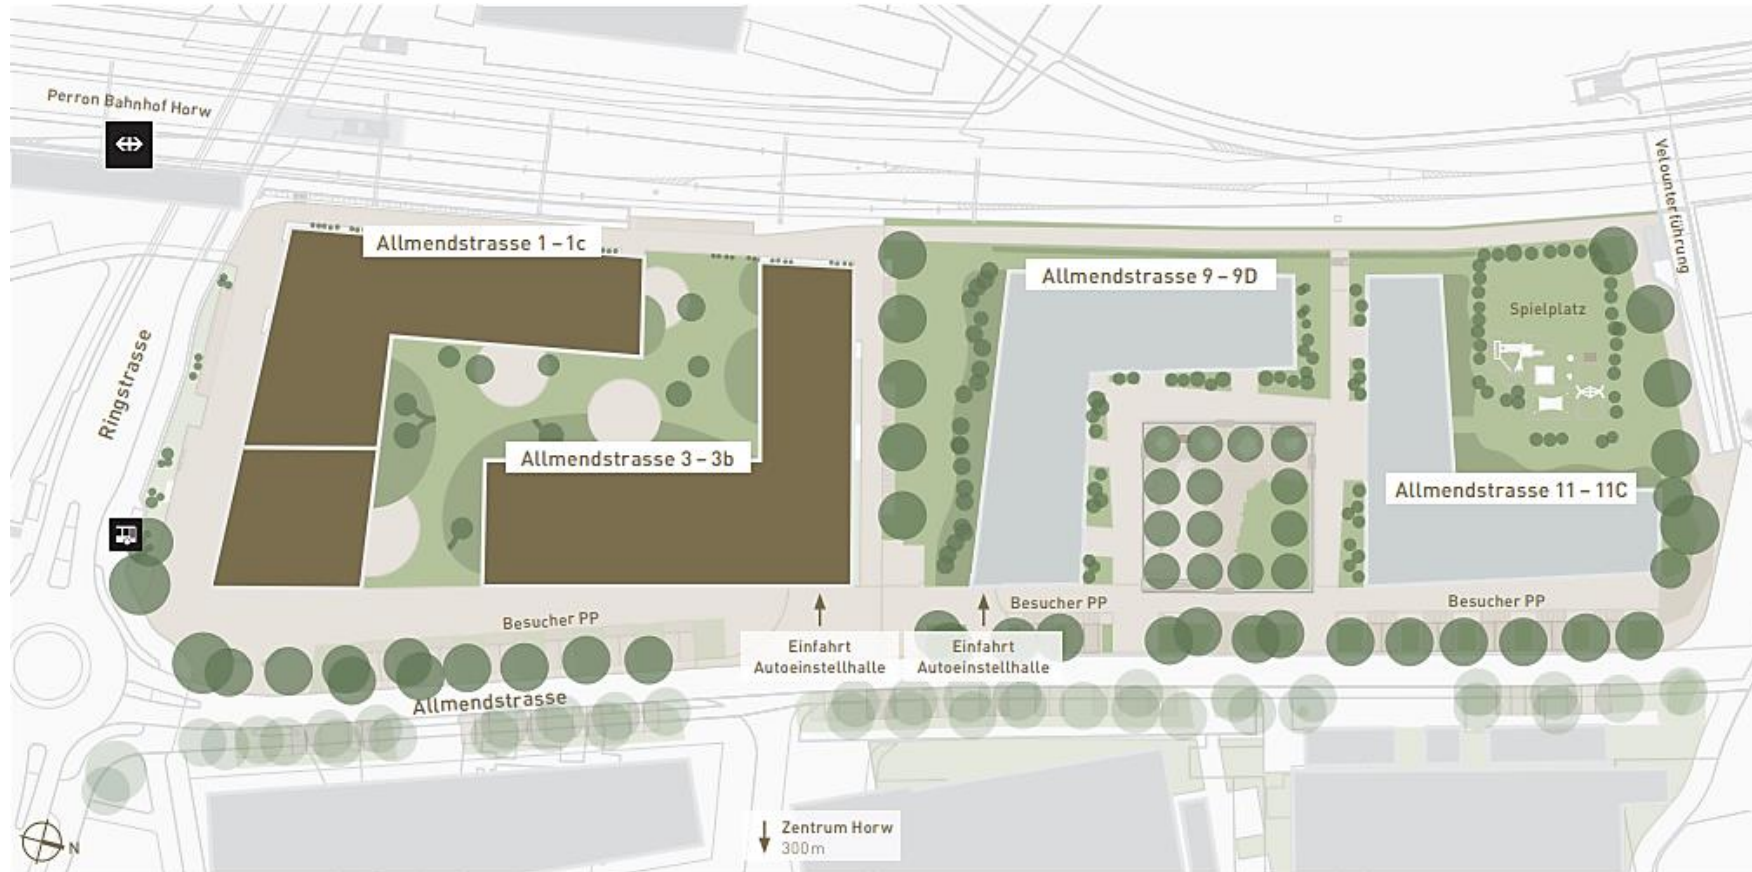 Perron Bahnhof Horw
Velounterführung
Allmendstrasse 1 – 1c
Allmendstrasse 9 – 9D
Spielplatz
Ringstrasse
Allmendstrasse 3 – 3b
Allmendstrasse 11 – 11C
Besucher PP
Besucher PP
Besucher PP
Einfahrt
Autoeinstellhalle
Einfahrt
Autoeinstellhalle
Allmendstrasse
Zentrum Horw
300m
N